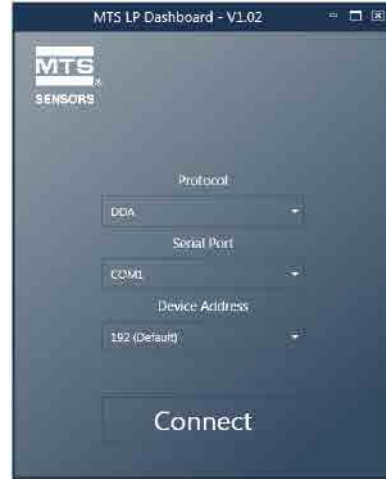 MTS LP Dashboard - V1.02
MTS
®
SENSORS
Protocol
DDA
Serial Port
COM1
Device Address
192 (Default)
Connect